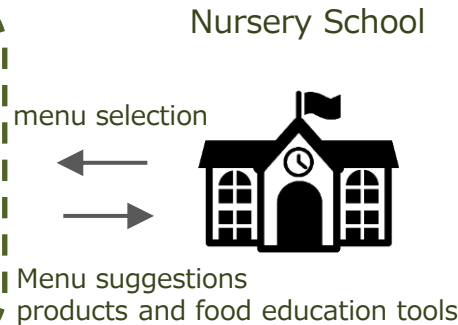 Nursery School
menu selection
Menu suggestions
products and food education tools